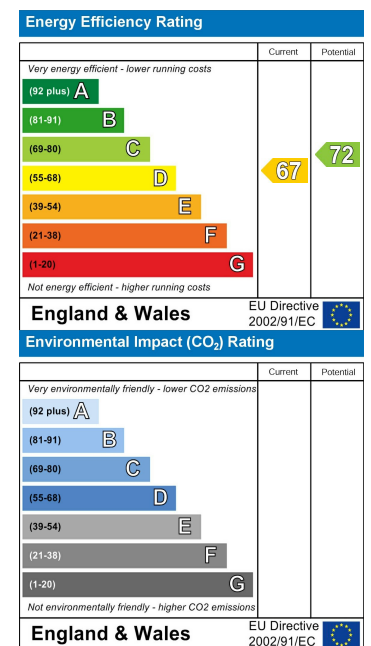 Energy Efficiency Rating
Current Potential
Very energy efficient - lower running costs
(92 plus) A
(81-91) B
(69-80) C
72
(55-68) D
67
(39-54) E
(21-38) F
(1-20) G
Not energy efficient - higher running costs
England & Wales
EU Directive
2002/91/EC
Environmental Impact (CO₂) Rating
Current Potential
Very environmentally friendly - lower CO2 emissions
(92 plus) A
(81-91) B
(69-80) C
(55-68) D
(39-54) E
(21-38) F
(1-20) G
Not environmentally friendly - higher CO2 emissions
England & Wales
EU Directive
2002/91/EC